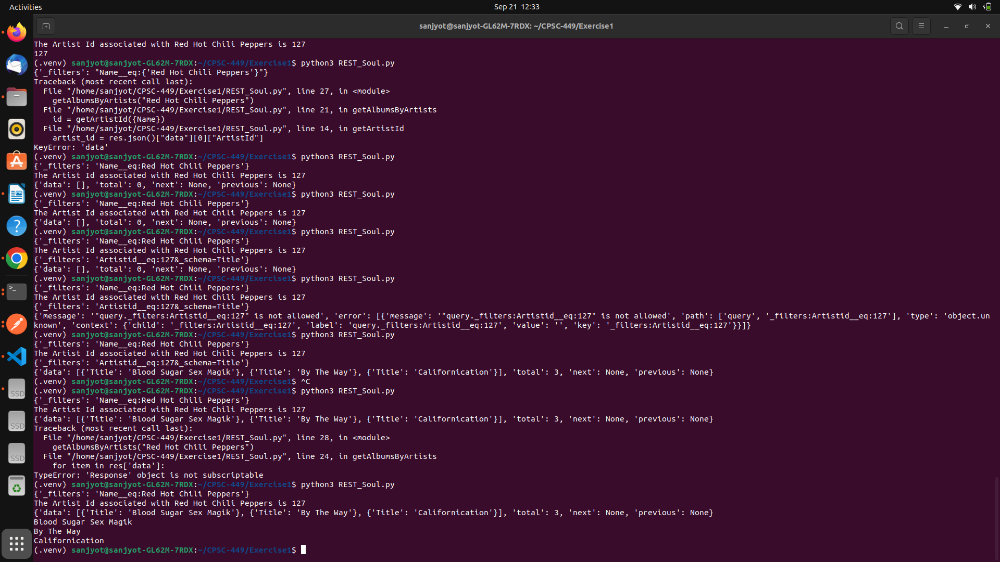 Activities
Sep 21 12:33
sanjyot@sanjyot-GL62M-7RDX: ~/CPSC-449/Exercise1
The Artist Id associated with Red Hot Chili Peppers is 127
127
(.venv) sanjyot@sanjyot-GL62M-7RDX:~/CPSC-449/Exercise1$ python3 REST_Soul.py
{'_filters': "Name__eq:{'Red Hot Chili Peppers'}"}
Traceback (most recent call last):
  File "/home/sanjyot/CPSC-449/Exercise1/REST_Soul.py", line 27, in <module>
    getAlbumsByArtists("Red Hot Chili Peppers")
  File "/home/sanjyot/CPSC-449/Exercise1/REST_Soul.py", line 21, in getAlbumsByArtists
    id = getArtistId({Name})
  File "/home/sanjyot/CPSC-449/Exercise1/REST_Soul.py", line 14, in getArtistId
    artist_id = res.json()["data"][0]["ArtistId"]
KeyError: 'data'
(.venv) sanjyot@sanjyot-GL62M-7RDX:~/CPSC-449/Exercise1$ python3 REST_Soul.py
{'_filters': 'Name__eq:Red Hot Chili Peppers'}
The Artist Id associated with Red Hot Chili Peppers is 127
{'data': [], 'total': 0, 'next': None, 'previous': None}
(.venv) sanjyot@sanjyot-GL62M-7RDX:~/CPSC-449/Exercise1$ python3 REST_Soul.py
{'_filters': 'Name__eq:Red Hot Chili Peppers'}
The Artist Id associated with Red Hot Chili Peppers is 127
{'data': [], 'total': 0, 'next': None, 'previous': None}
(.venv) sanjyot@sanjyot-GL62M-7RDX:~/CPSC-449/Exercise1$ python3 REST_Soul.py
{'_filters': 'Name__eq:Red Hot Chili Peppers'}
The Artist Id associated with Red Hot Chili Peppers is 127
{'_filters': 'Artistid__eq:127&_schema=Title'}
{'data': [], 'total': 0, 'next': None, 'previous': None}
(.venv) sanjyot@sanjyot-GL62M-7RDX:~/CPSC-449/Exercise1$ python3 REST_Soul.py
{'_filters': 'Name__eq:Red Hot Chili Peppers'}
The Artist Id associated with Red Hot Chili Peppers is 127
{'_filters': 'Artistid__eq:127&_schema=Title'}
{'message': '"query._filters:Artistid__eq:127" is not allowed', 'error': [{'message': '"query._filters:Artistid__eq:127" is not allowed', 'path': ['query', '_filters:Artistid__eq:127'], 'type': 'object.un
known', 'context': {'child': '_filters:Artistid__eq:127', 'label': 'query._filters:Artistid__eq:127', 'value': '', 'key': '_filters:Artistid__eq:127'}}]}
(.venv) sanjyot@sanjyot-GL62M-7RDX:~/CPSC-449/Exercise1$ python3 REST_Soul.py
{'_filters': 'Name__eq:Red Hot Chili Peppers'}
The Artist Id associated with Red Hot Chili Peppers is 127
{'_filters': 'Artistid__eq:127&_schema=Title'}
{'data': [{'Title': 'Blood Sugar Sex Magik'}, {'Title': 'By The Way'}, {'Title': 'Californication'}], 'total': 3, 'next': None, 'previous': None}
(.venv) sanjyot@sanjyot-GL62M-7RDX:~/CPSC-449/Exercise1$ ^C
(.venv) sanjyot@sanjyot-GL62M-7RDX:~/CPSC-449/Exercise1$ python3 REST_Soul.py
{'_filters': 'Name__eq:Red Hot Chili Peppers'}
The Artist Id associated with Red Hot Chili Peppers is 127
{'data': [{'Title': 'Blood Sugar Sex Magik'}, {'Title': 'By The Way'}, {'Title': 'Californication'}], 'total': 3, 'next': None, 'previous': None}
Traceback (most recent call last):
  File "/home/sanjyot/CPSC-449/Exercise1/REST_Soul.py", line 28, in <module>
    getAlbumsByArtists("Red Hot Chili Peppers")
  File "/home/sanjyot/CPSC-449/Exercise1/REST_Soul.py", line 24, in getAlbumsByArtists
    for item in res['data']:
TypeError: 'Response' object is not subscriptable
(.venv) sanjyot@sanjyot-GL62M-7RDX:~/CPSC-449/Exercise1$ python3 REST_Soul.py
{'_filters': 'Name__eq:Red Hot Chili Peppers'}
The Artist Id associated with Red Hot Chili Peppers is 127
{'data': [{'Title': 'Blood Sugar Sex Magik'}, {'Title': 'By The Way'}, {'Title': 'Californication'}], 'total': 3, 'next': None, 'previous': None}
Blood Sugar Sex Magik
By The Way
Californication
(.venv) sanjyot@sanjyot-GL62M-7RDX:~/CPSC-449/Exercise1$
SSD
SSD
SSD